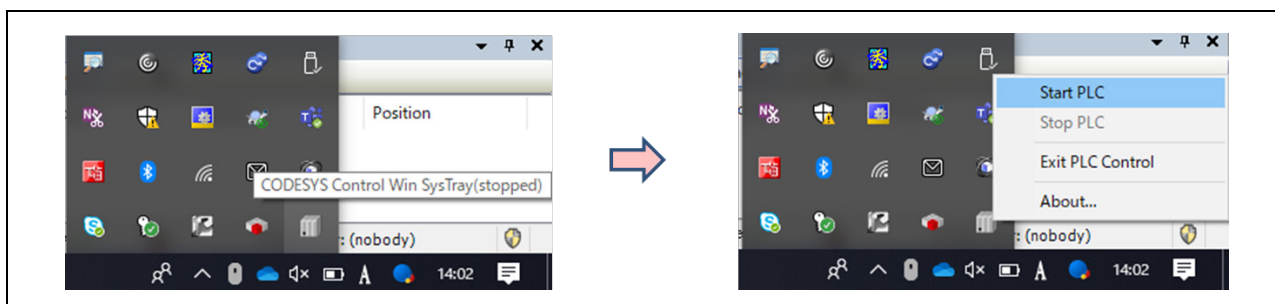 Position
CODESYS Control Win SysTray(stopped)
: (nobody)
A
14:02
Start PLC
Stop PLC
Exit PLC Control
About...
: (nobody)
A
14:02